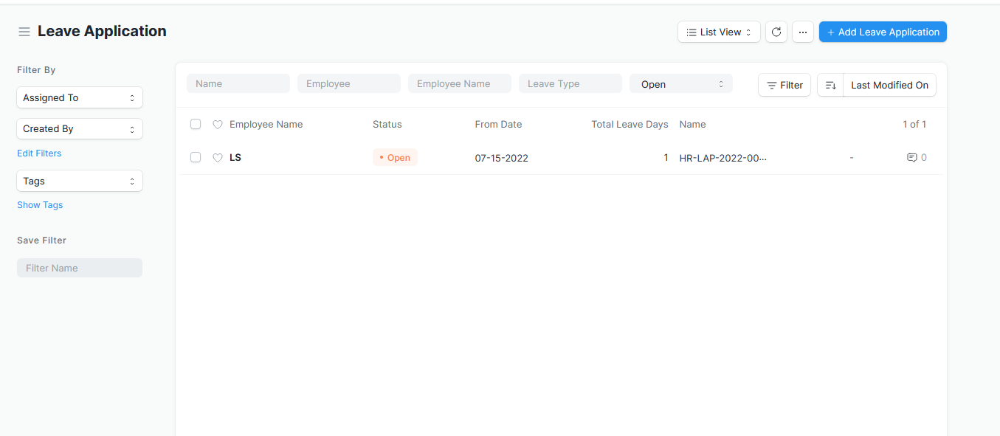 Leave Application
List View
+ Add Leave Application
Filter By
Assigned To
Created By
Edit Filters
Tags
Show Tags
Save Filter
Filter Name
Name Employee Employee Name Leave Type Open Filter Last Modified On
Employee Name Status From Date Total Leave Days Name 1 of 1
LS • Open 07-15-2022 1 HR-LAP-2022-00... - 0